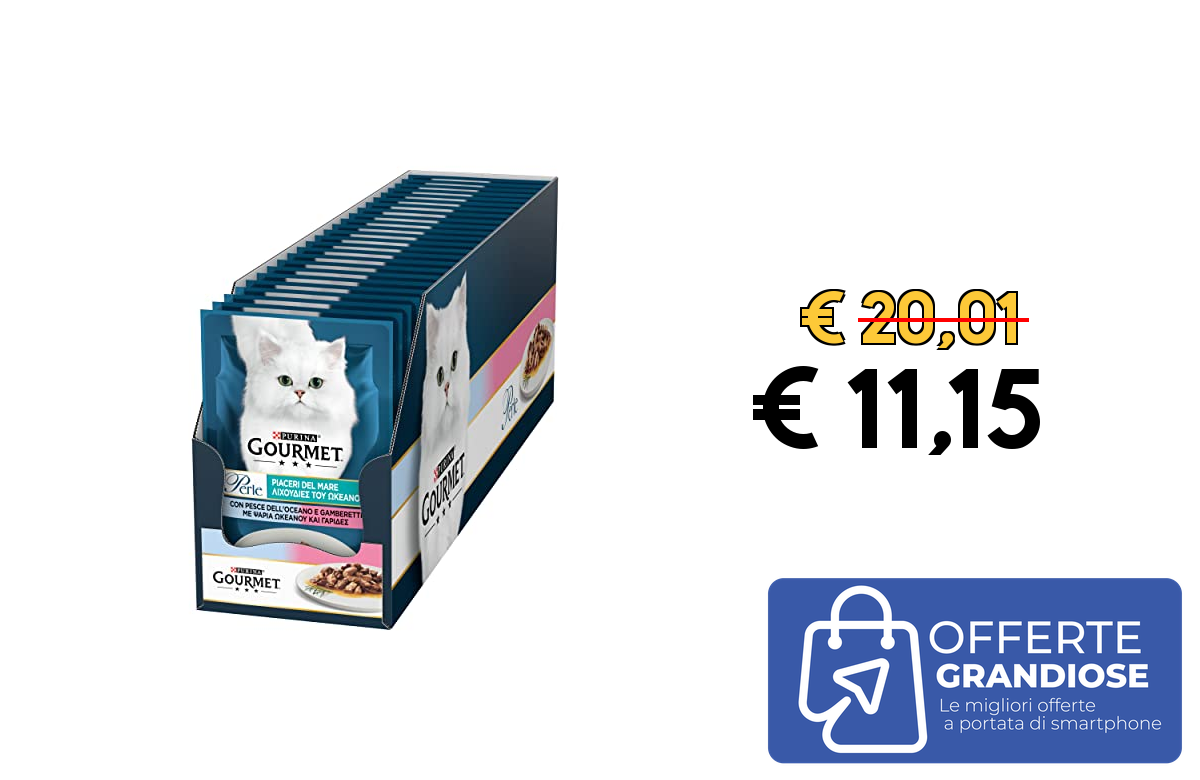 PURINA
GOURMET
Perle
PIACERI DEL MARE
ΛΙΧΟΥΔΙΕΣ ΤΟΥ ΩΚΕΑΝΟ
CON PESCE DELL'OCEANO E GAMBERETTI
ΜΕ ΨΑΡΙΑ ΩΚΕΑΝΟΥ ΚΑΙ ΓΑΡΙΔΕΣ
PURINA
GOURMET
PURINA
GOURMET
Perle
€ 20,01
€ 11,15
OFFERTE
GRANDIOSE
Le migliori offerte
a portata di smartphone